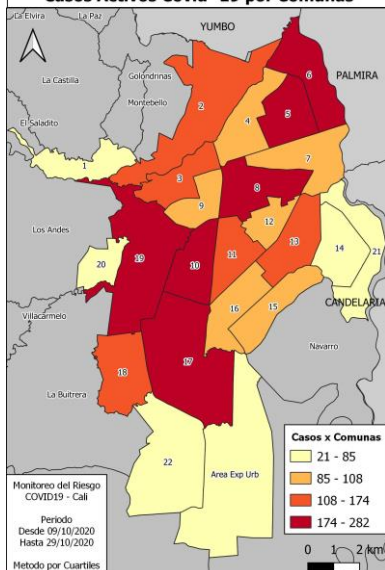 Casos Activos Covid -19 por Comunas
La Elvira
La Paz
YUMBO
PALMIRA
Golondrinas
La Castilla
Montebello
El Saladito
Los Andes
Villacarmelo
La Buitrera
CANDELARIA
Navarro
Area Exp Urb
6
2
4
5
7
1
3
8
9
12
13
14
21
20
19
10
11
16
15
17
18
22
Casos x Comunas
21 - 85
85 - 108
108 - 174
174 - 282
0 1 2 km
Monitoreo del Riesgo
COVID19 - Cali
Periodo
Desde 09/10/2020
Hasta 29/10/2020
Metodo por Cuartiles